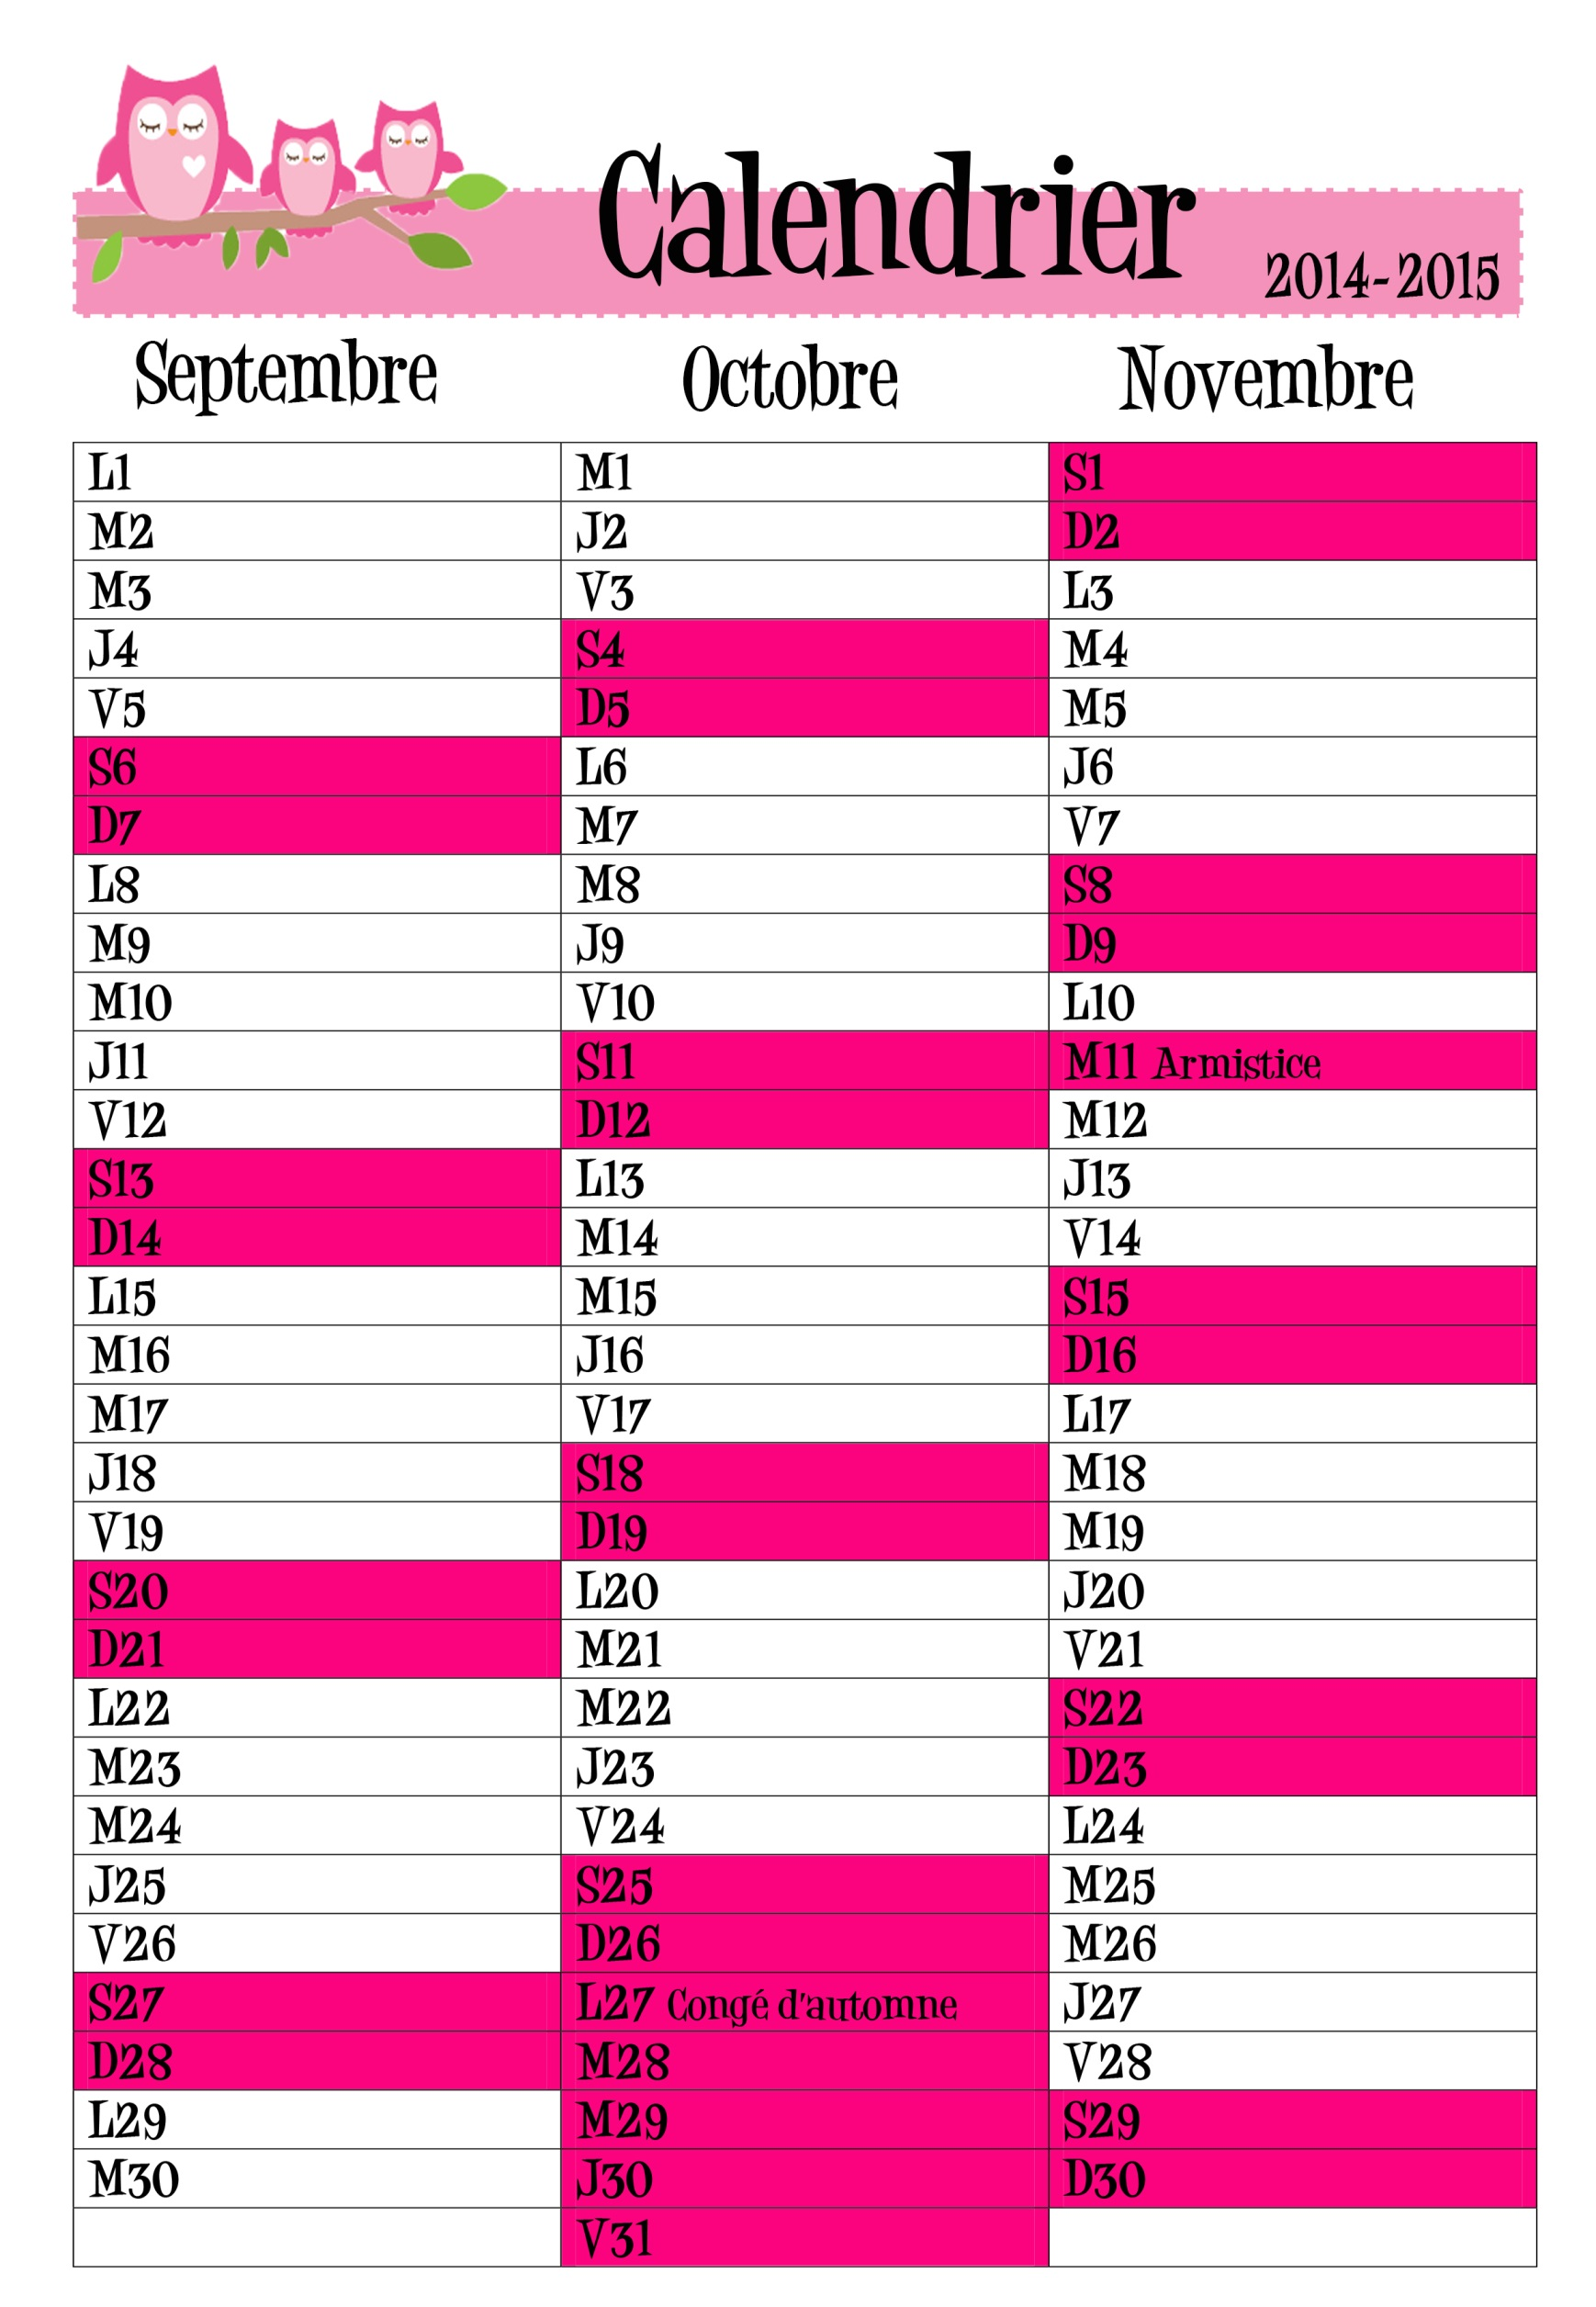 Calendrier
2014-2015
Septembre Octobre Novembre
L1 M1 S1
M2 J2 D2
M3 V3 L3
J4 S4 M4
V5 D5 M5
S6 L6 J6
D7 M7 V7
L8 M8 S8
M9 J9 D9
M10 V10 L10
J11 S11 M11 Armistice
V12 D12 M12
S13 L13 J13
D14 M14 V14
L15 M15 S15
M16 J16 D16
M17 V17 L17
J18 S18 M18
V19 D19 M19
S20 L20 J20
D21 M21 V21
L22 M22 S22
M23 J23 D23
M24 V24 L24
J25 S25 M25
V26 D26 M26
S27 L27 Congé d'automne J27
D28 M28 V28
L29 M29 S29
M30 J30 D30
V31